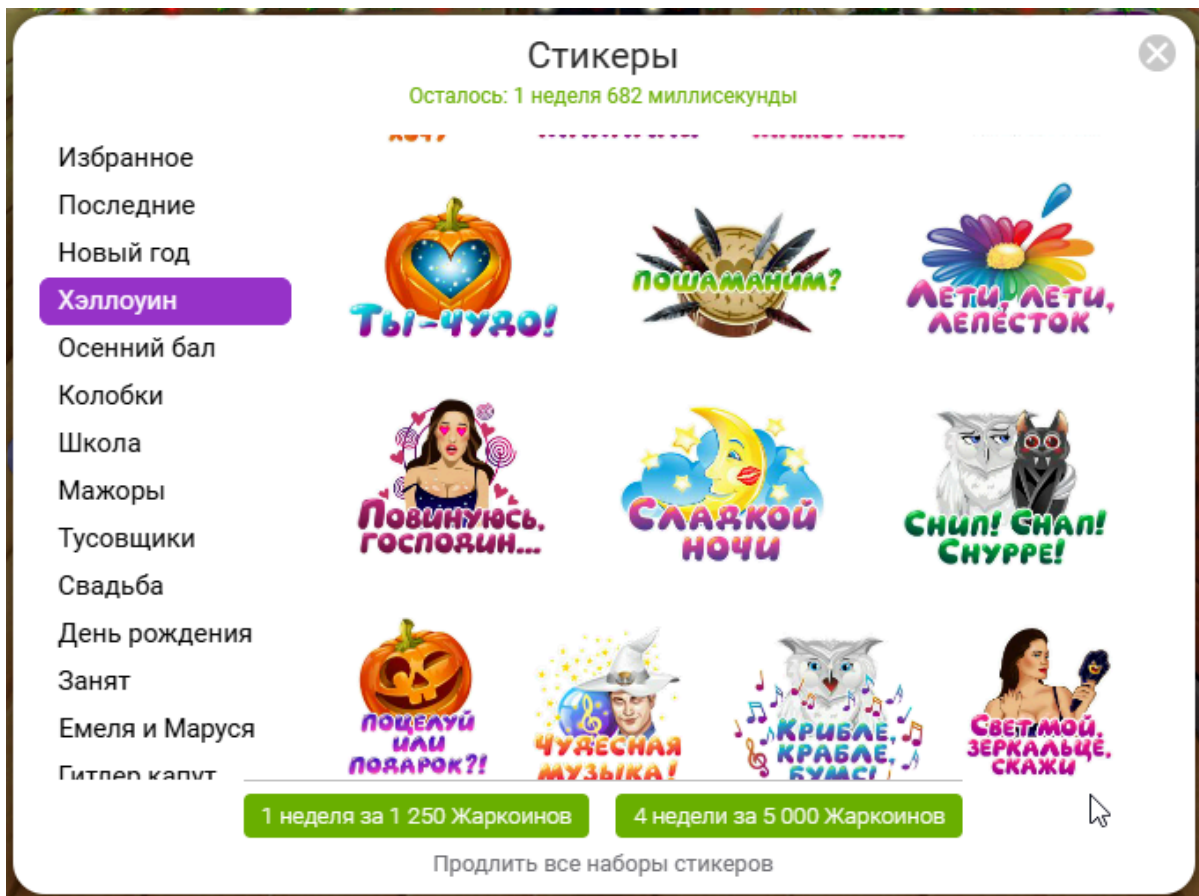 Стикеры
Осталось: 1 неделя 682 миллисекунды
Избранное
Последние
Новый год
Хэллоуин
Осенний бал
Колобки
Школа
Мажоры
Тусовщики
Свадьба
День рождения
Занят
Емеля и Маруся
Гитлер капут
ХОЧУ
Ты-чудо!
Пошаманим?
Лети, лети,
лепесток
Повинуюсь,
господин...
Сладкой
ночи
Снип! Снап!
Снурре!
Поцелуй
или
подарок?!
Чудесная
музыка!
Крибле,
крабле,
бумс!
Свет мой,
зеркальце,
скажи
1 неделя за 1 250 Жаркоинов
4 недели за 5 000 Жаркоинов
Продлить все наборы стикеров